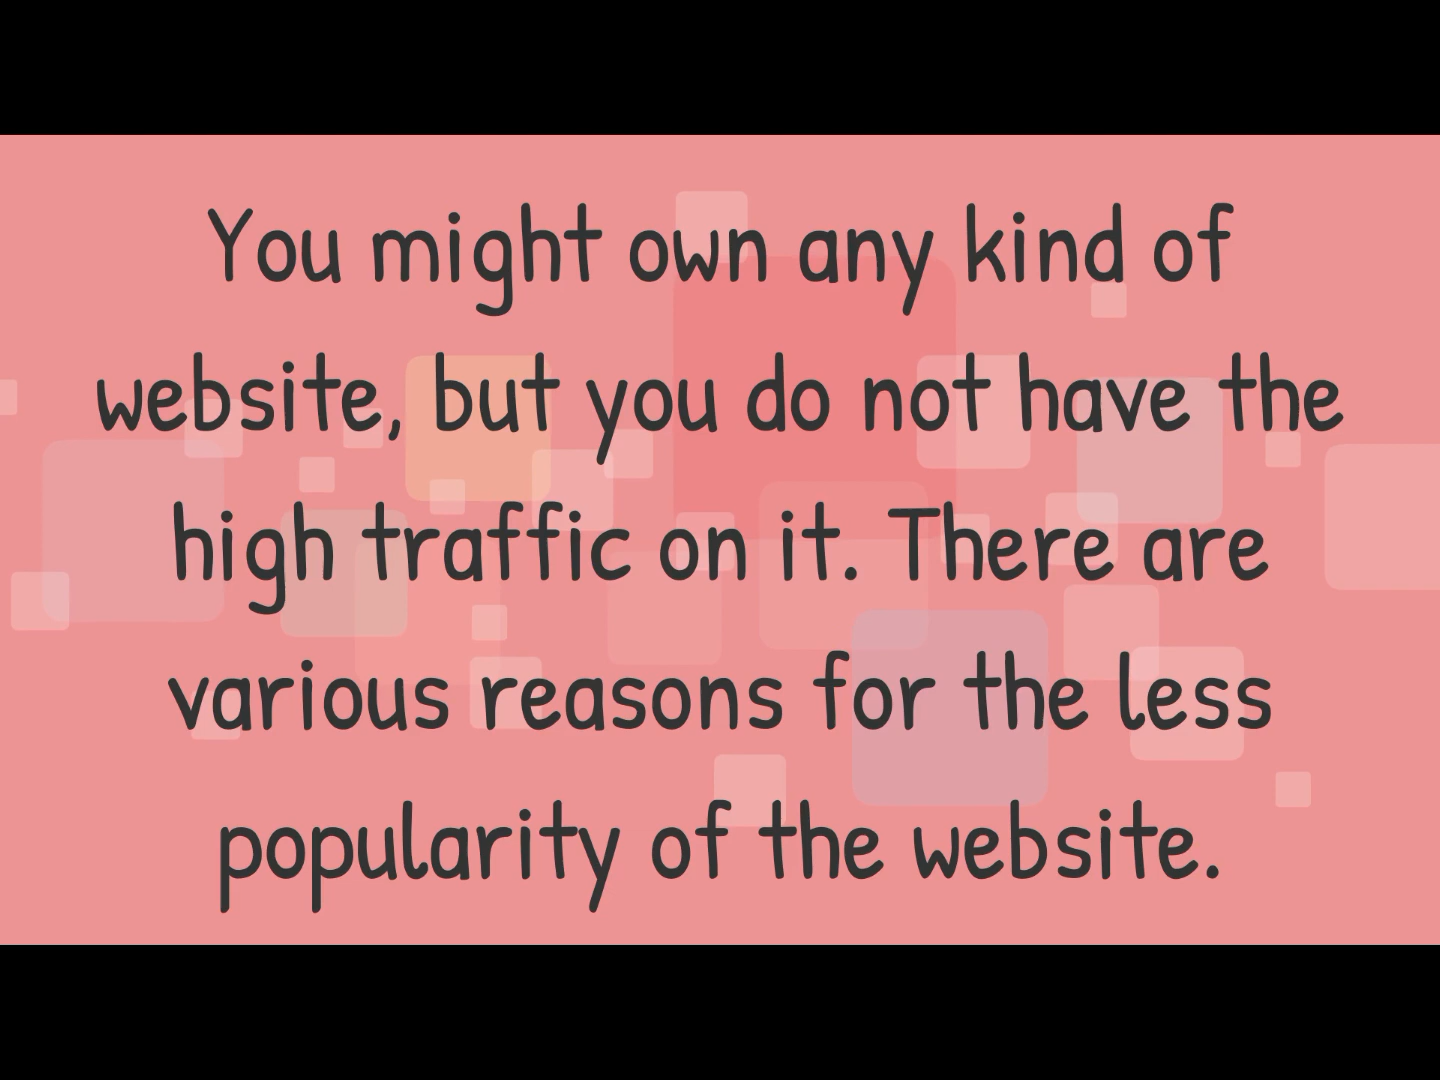 You might own any kind of
website, but you do not have the
high traffic on it. There are
various reasons for the less
popularity of the website.